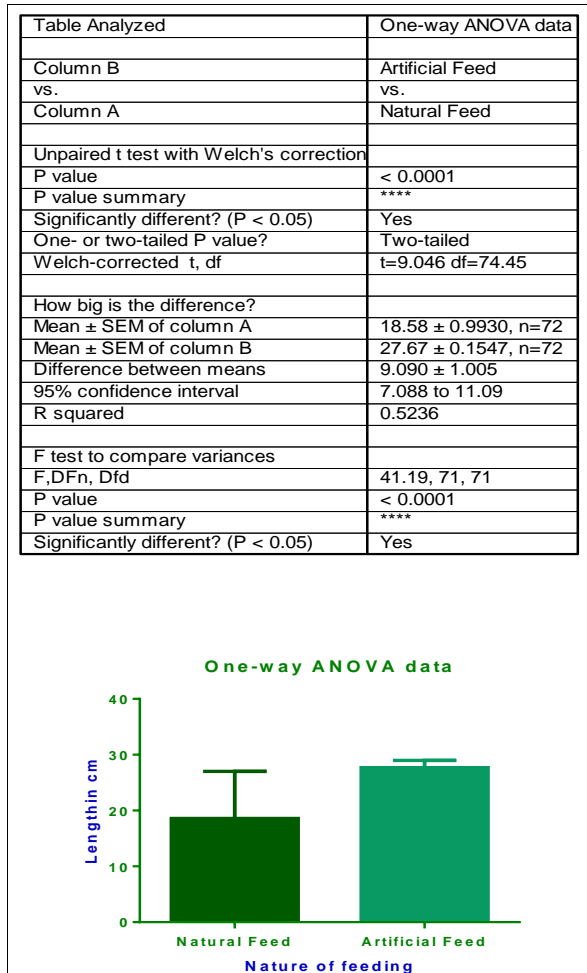 Table Analyzed One-way ANOVA data
Column B Artificial Feed
vs. vs.
Column A Natural Feed
Unpaired t test with Welch's correction
P value < 0.0001
P value summary ****
Significantly different? (P < 0.05) Yes
One- or two-tailed P value? Two-tailed
Welch-corrected t, df t=9.046 df=74.45
How big is the difference?
Mean ± SEM of column A 18.58 ± 0.9930, n=72
Mean ± SEM of column B 27.67 ± 0.1547, n=72
Difference between means 9.090 ± 1.005
95% confidence interval 7.088 to 11.09
R squared 0.5236
F test to compare variances
F,DFn, Dfd 41.19, 71, 71
P value < 0.0001
P value summary ****
Significantly different? (P < 0.05) Yes
One-way ANOVA data
40
30
20
10
0
Lengthin cm
Natural Feed Artificial Feed
Nature of feeding